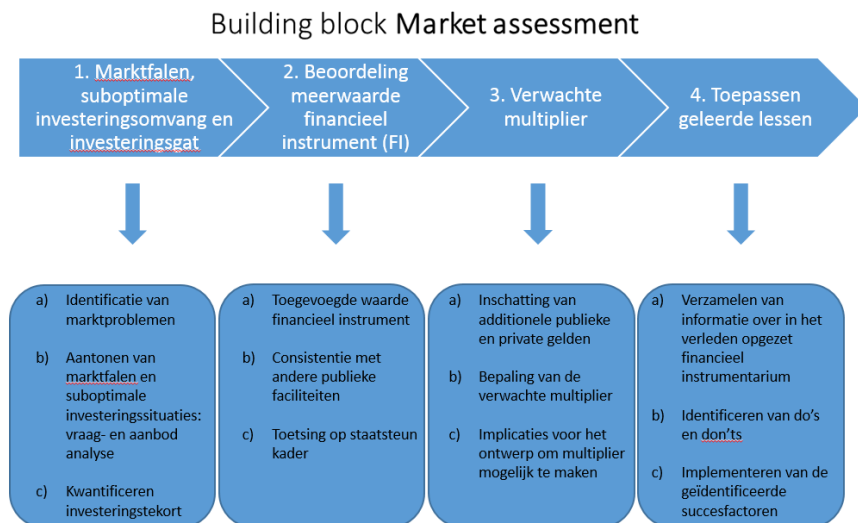 Building block Market assessment
1. Marktfalen,
suboptimale
investeringsomvang en
investeringsgat
2. Beoordeling
meerwaarde
financieel
instrument (FI)
3. Verwachte
multiplier
4. Toepassen
geleerde lessen
a) Identificatie van
marktproblemen
b) Aantonen van
marktfalen en
suboptimale
investeringssituaties:
vraag- en aanbod
analyse
c) Kwantificeren
investeringstekort
a) Toegevoegde waarde
financieel instrument
b) Consistentie met
andere publieke
faciliteiten
c) Toetsing op staatsteun
kader
a) Inschatting van
additionele publieke
en private gelden
b) Bepaling van de
verwachte multiplier
c) Implicaties voor het
ontwerp om multiplier
mogelijk te maken
a) Verzamelen van
informatie over in het
verleden opgezet
financieel
instrumentarium
b) Identificeren van do's
en don'ts
c) Implementeren van de
geïdentificeerde
succesfactoren